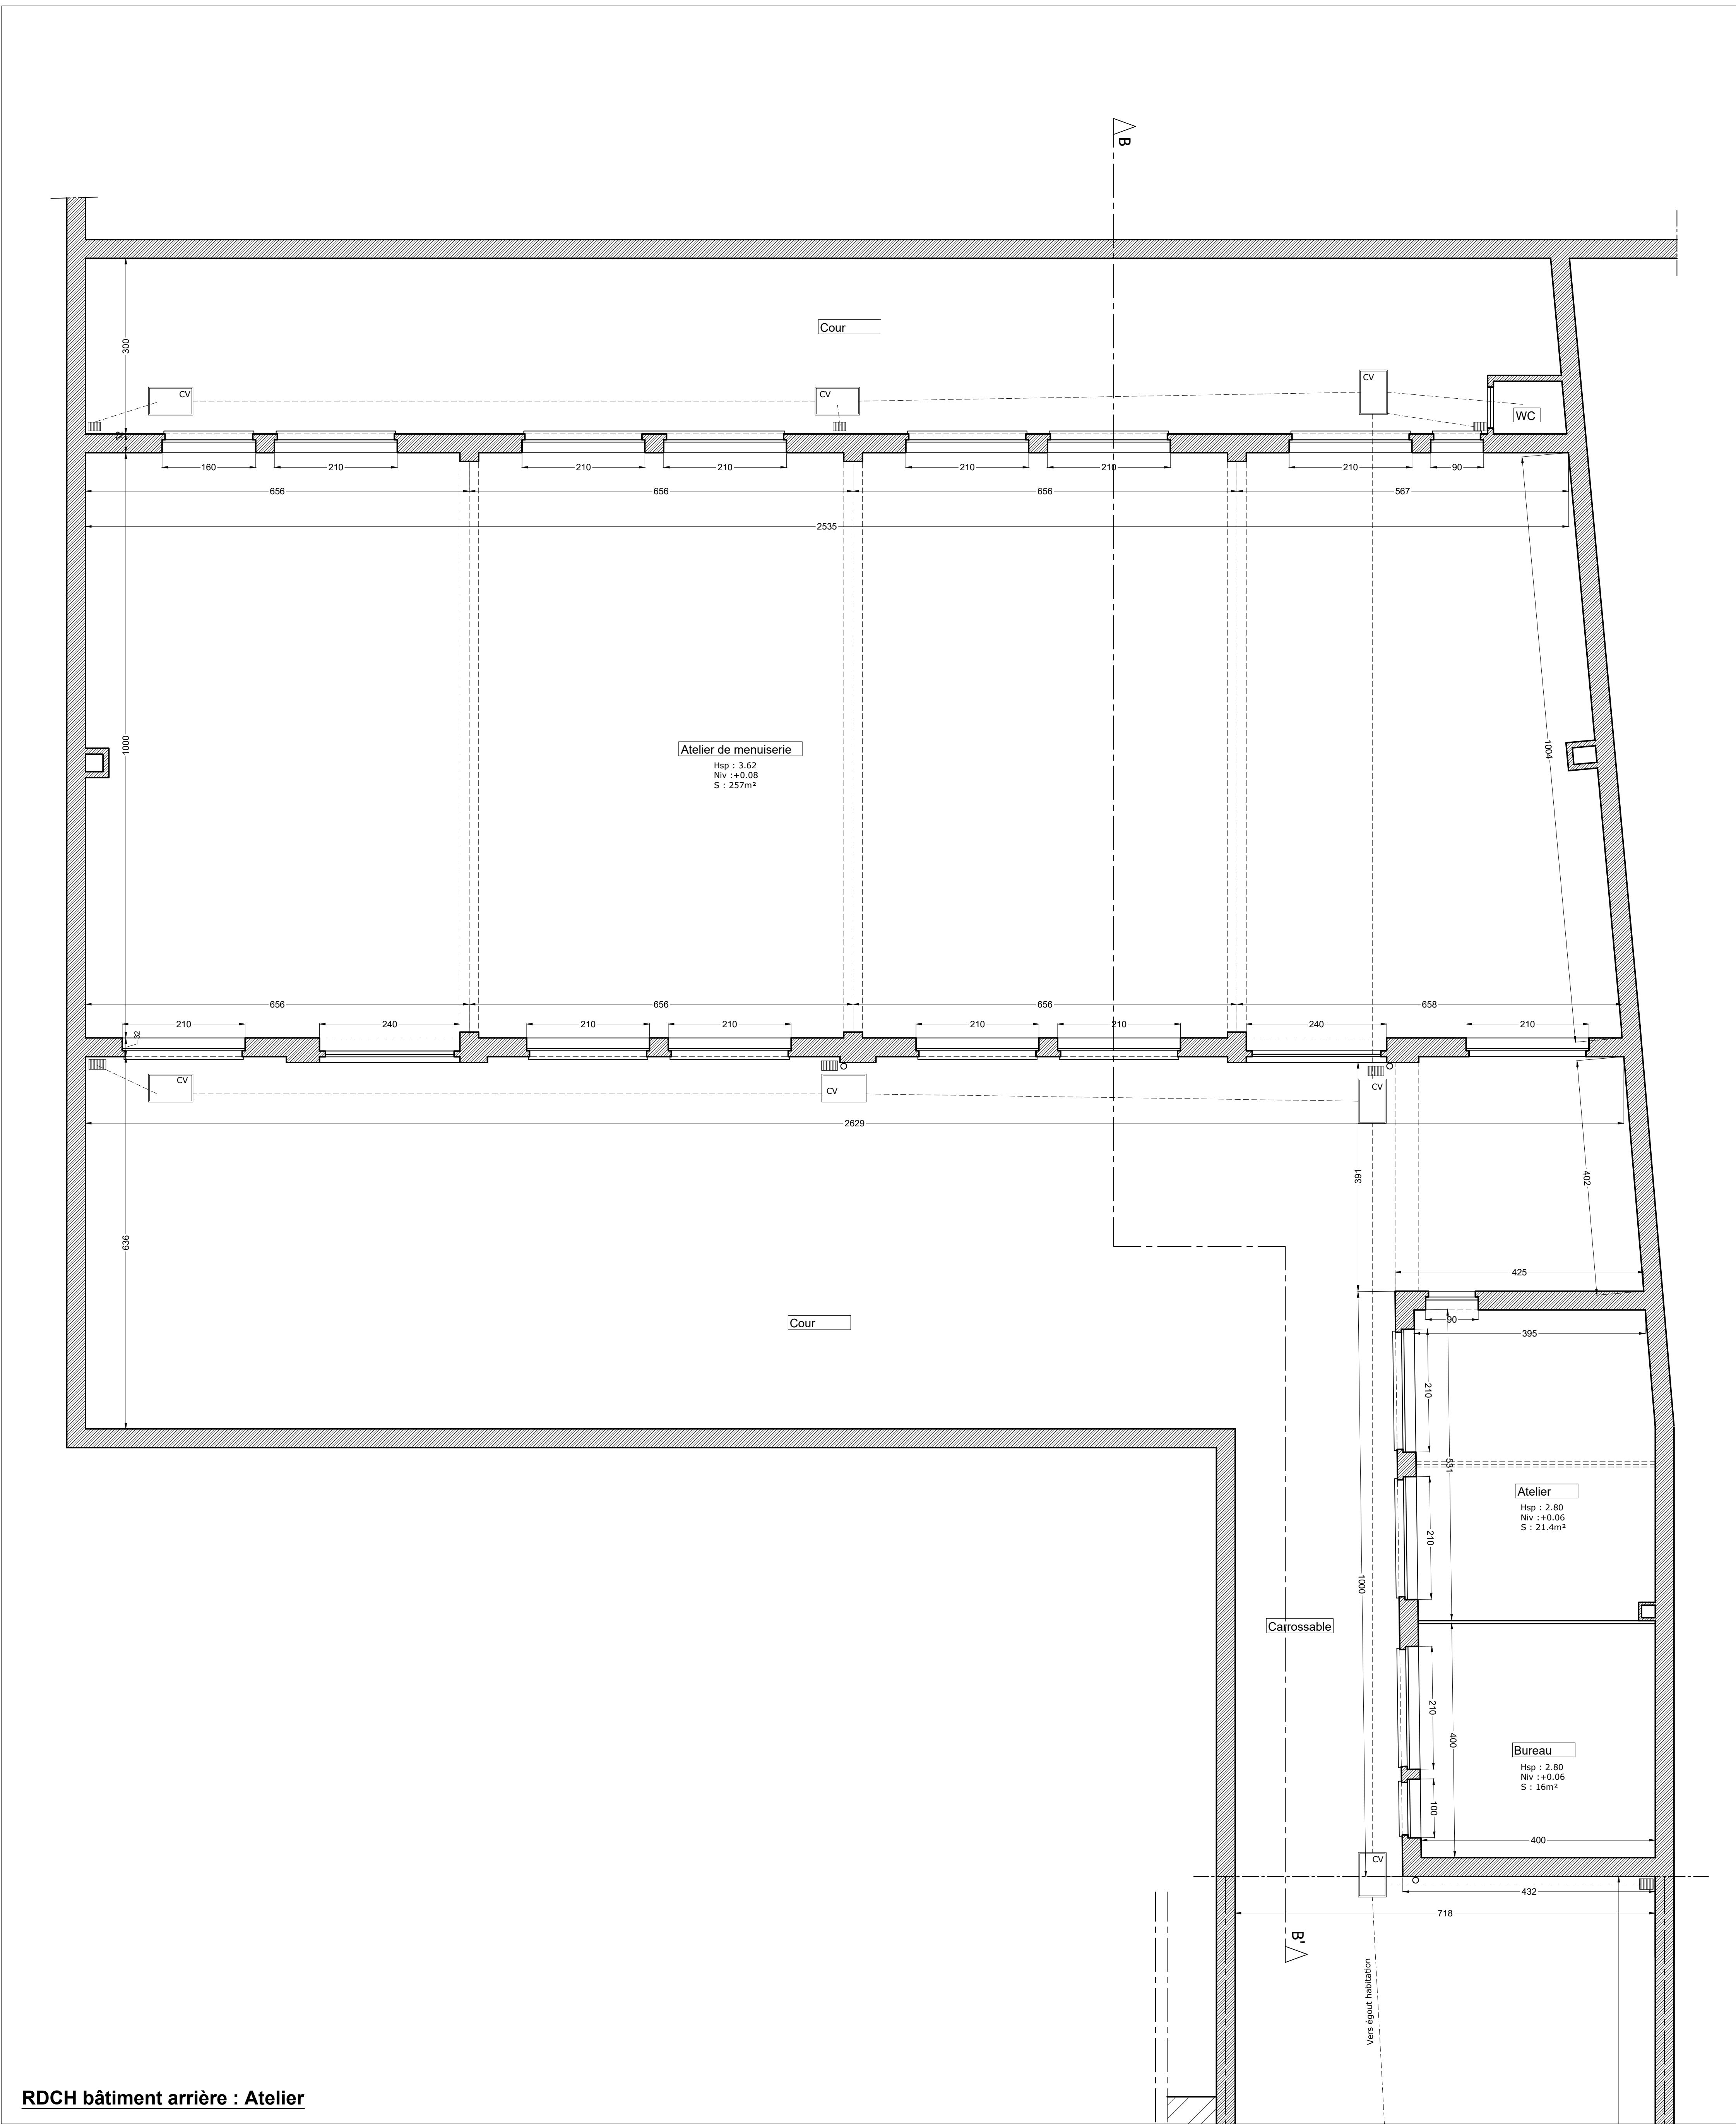 B
Cour
300
CV
CV
CV
WC
32
160
210
210
210
210
210
210
90
656
656
656
567
2535
1000
1004
Atelier de menuiserie
Hsp : 3.62
Niv :+0.08
S : 257m²
656
656
656
658
210
32
240
210
210
210
210
240
210
CV
CV
CV
2629
391
402
636
425
Cour
90
395
210
531
Atelier
Hsp : 2.80
Niv :+0.06
S : 21.4m²
210
1000
Carrossable
210
400
Bureau
Hsp : 2.80
Niv :+0.06
S : 16m²
100
400
CV
432
718
B'
Vers égout habitation
RDCH bâtiment arrière : Atelier